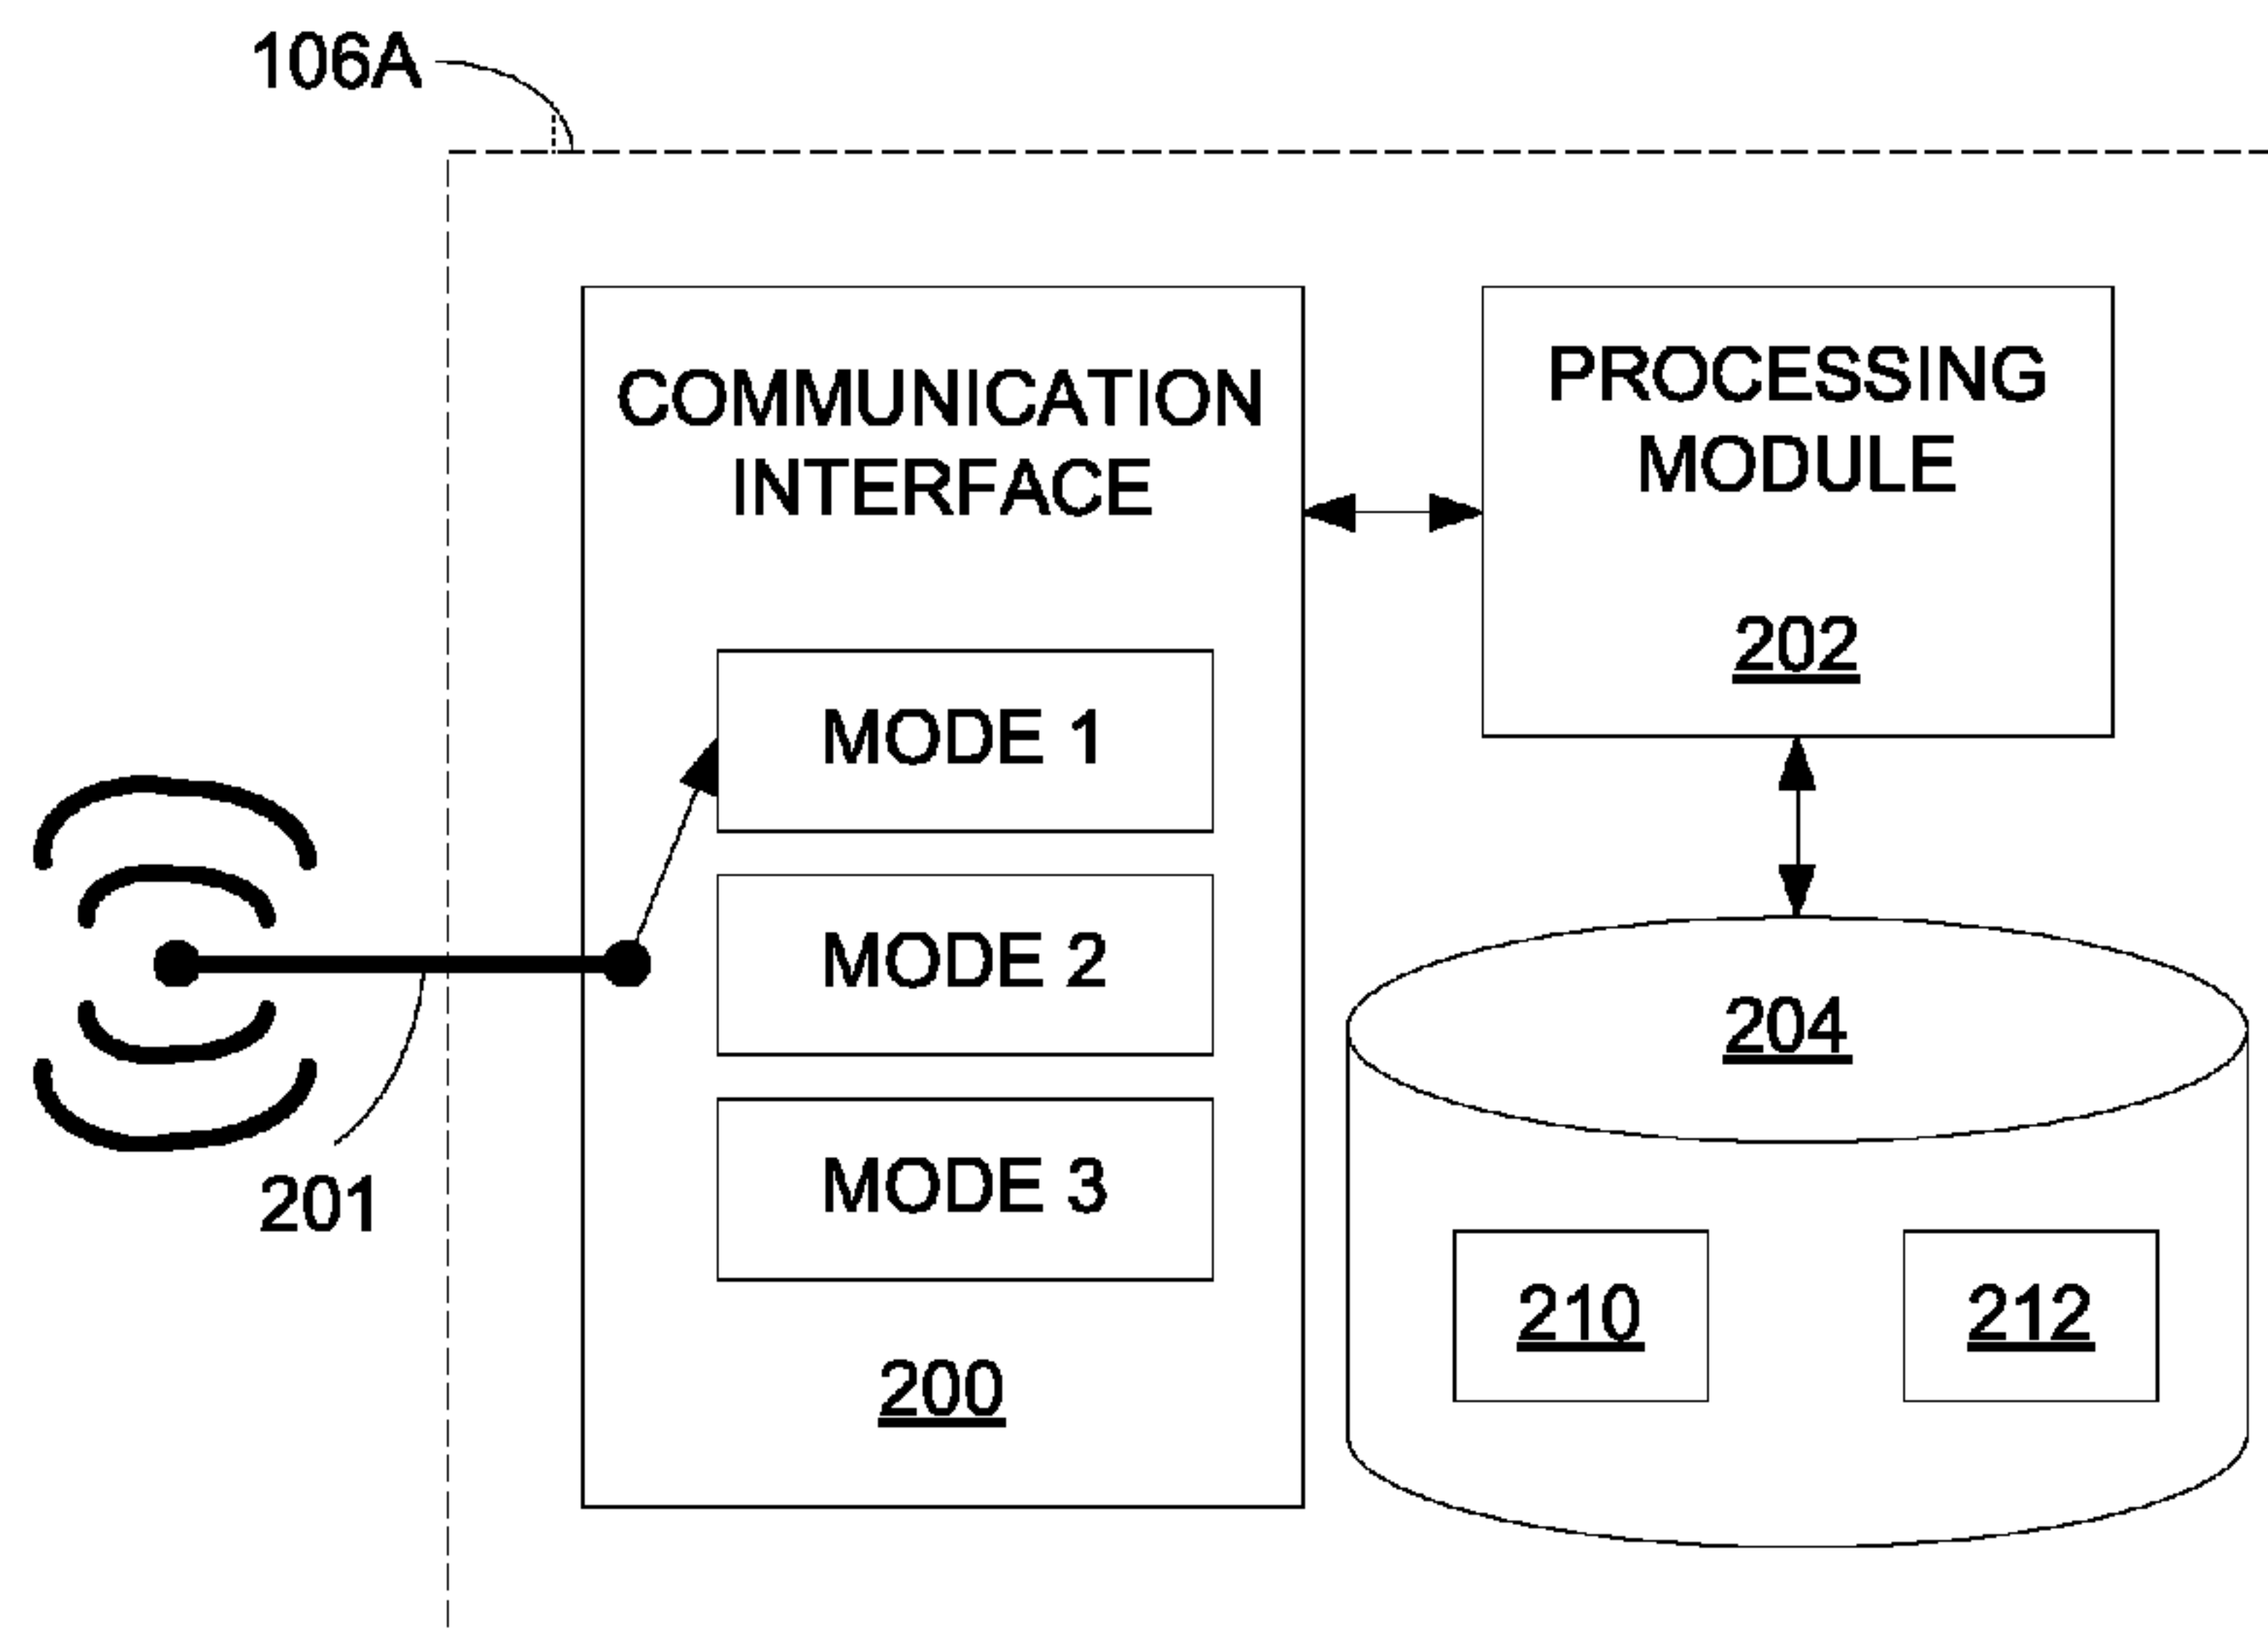 106A
COMMUNICATION
INTERFACE
MODE 1
MODE 2
MODE 3
200
201
PROCESSING
MODULE
202
204
210
212